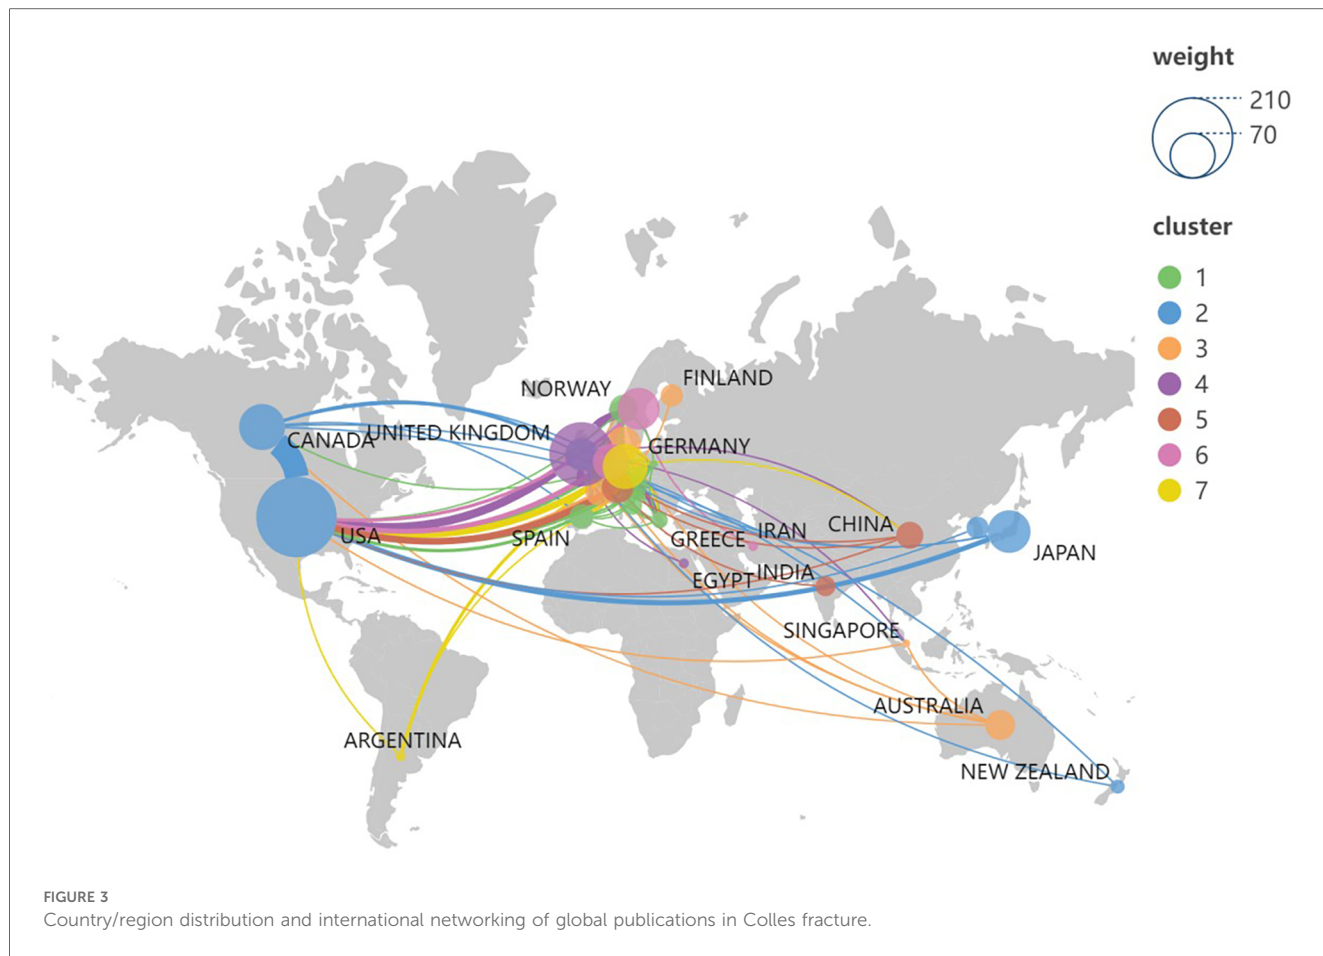 weight
210
70
cluster
1
2
3
4
5
6
7
FINLAND
NORWAY
UNITED KINGDOM
CANADA
GERMANY
CHINA
IRAN
USA
SPAIN
GREECE
JAPAN
EGYPT
INDIA
SINGAPORE
AUSTRALIA
ARGENTINA
NEW ZEALAND
FIGURE 3
Country/region distribution and international networking of global publications in Colles fracture.